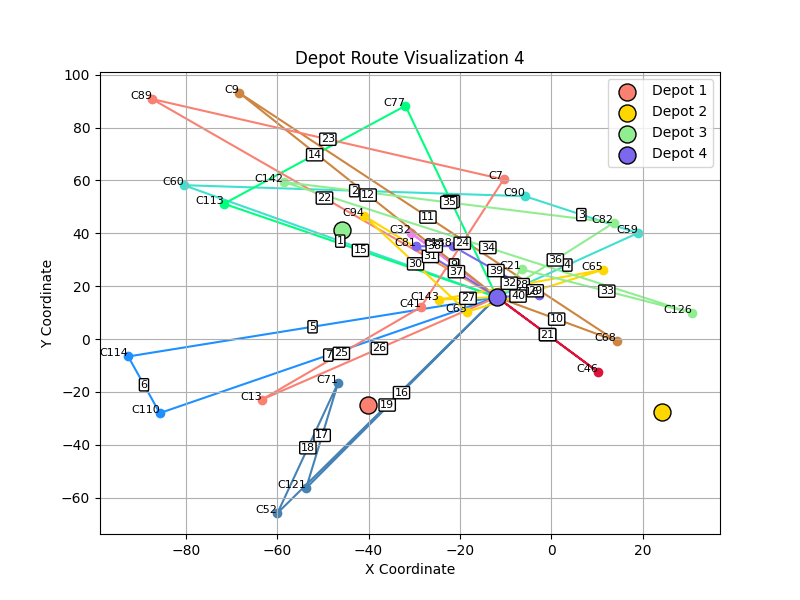 Depot Route Visualization 4
100
80
60
40
20
0
−20
−40
−60
−80
−60
−40
−20
0
20
X Coordinate
Y Coordinate
Depot 1
Depot 2
Depot 3
Depot 4
C89
C9
C77
C7
C60
C142
C90
C113
C94
C82
C32
C59
C81
C21
C65
C143
C41
C63
C126
C68
C114
C46
C71
C13
C110
C121
C52
23
14
2
12
22
35
3
11
1
15
24
34
38
31
30
37
36
4
39
32
33
40
27
10
5
21
7
25
26
6
16
19
17
18